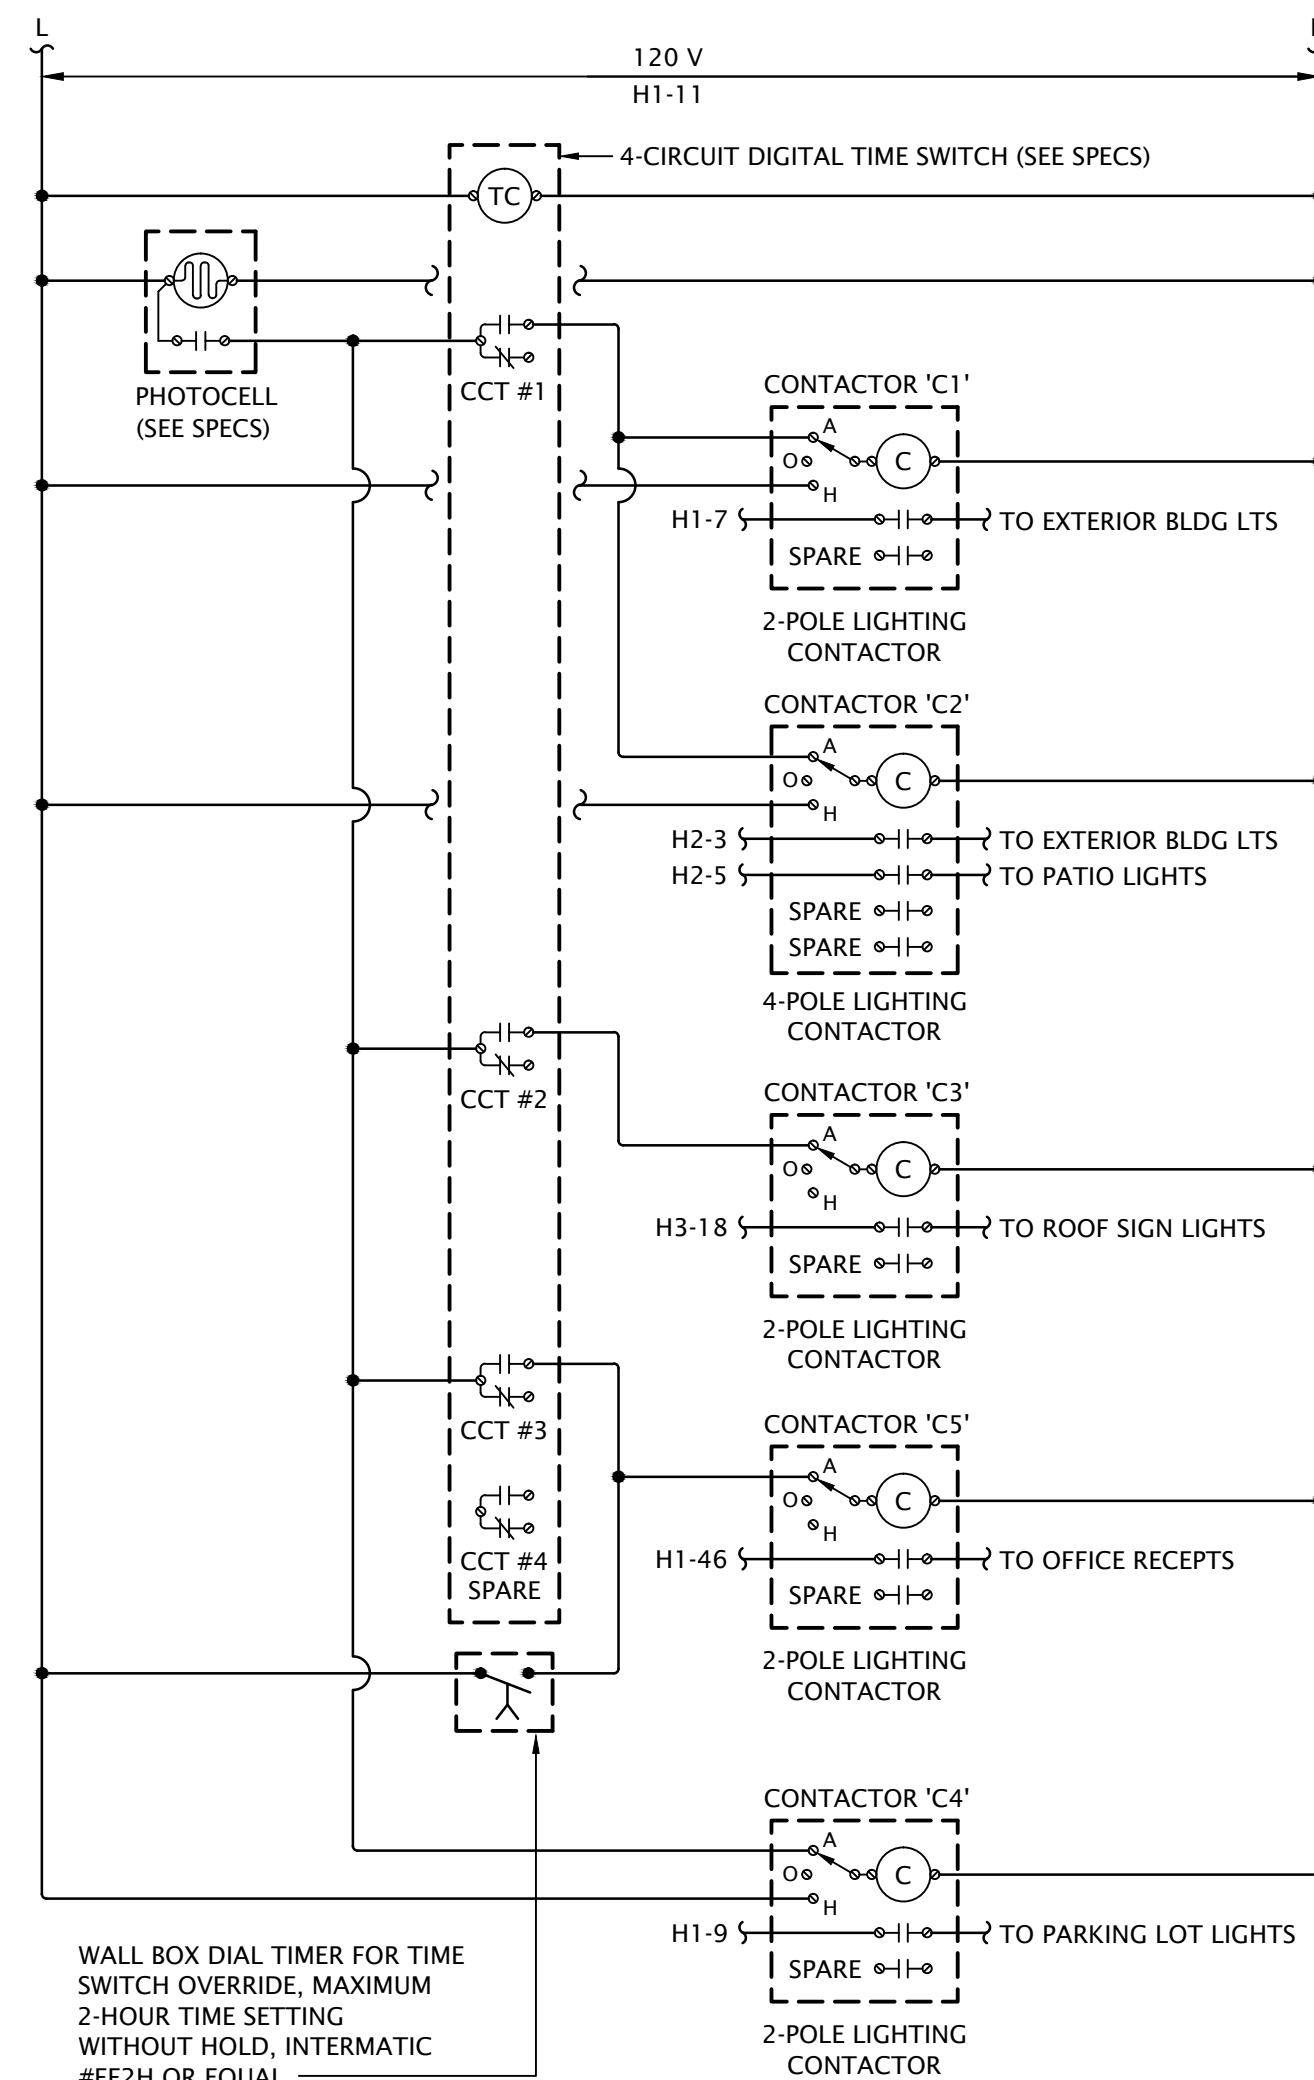 L
120 V
H1-11
4-CIRCUIT DIGITAL TIME SWITCH (SEE SPECS)
TC
PHOTOCELL
(SEE SPECS)
CCT #1
CONTACTOR 'C1'
A
O
C
H
H1-7
TO EXTERIOR BLDG LTS
SPARE
2-POLE LIGHTING
CONTACTOR
CONTACTOR 'C2'
A
O
C
H
H2-3
TO EXTERIOR BLDG LTS
H2-5
TO PATIO LIGHTS
SPARE
SPARE
4-POLE LIGHTING
CONTACTOR
CCT #2
CONTACTOR 'C3'
A
O
C
H
H3-18
TO ROOF SIGN LIGHTS
SPARE
2-POLE LIGHTING
CONTACTOR
CCT #3
CONTACTOR 'C5'
A
O
C
H
H1-46
TO OFFICE RECEPTS
SPARE
2-POLE LIGHTING
CONTACTOR
CCT #4
SPARE
CONTACTOR 'C4'
A
O
C
H
H1-9
TO PARKING LOT LIGHTS
SPARE
2-POLE LIGHTING
CONTACTOR
WALL BOX DIAL TIMER FOR TIME
SWITCH OVERRIDE, MAXIMUM
2-HOUR TIME SETTING
WITHOUT HOLD, INTERMATIC
#FF2H OR EQUAL